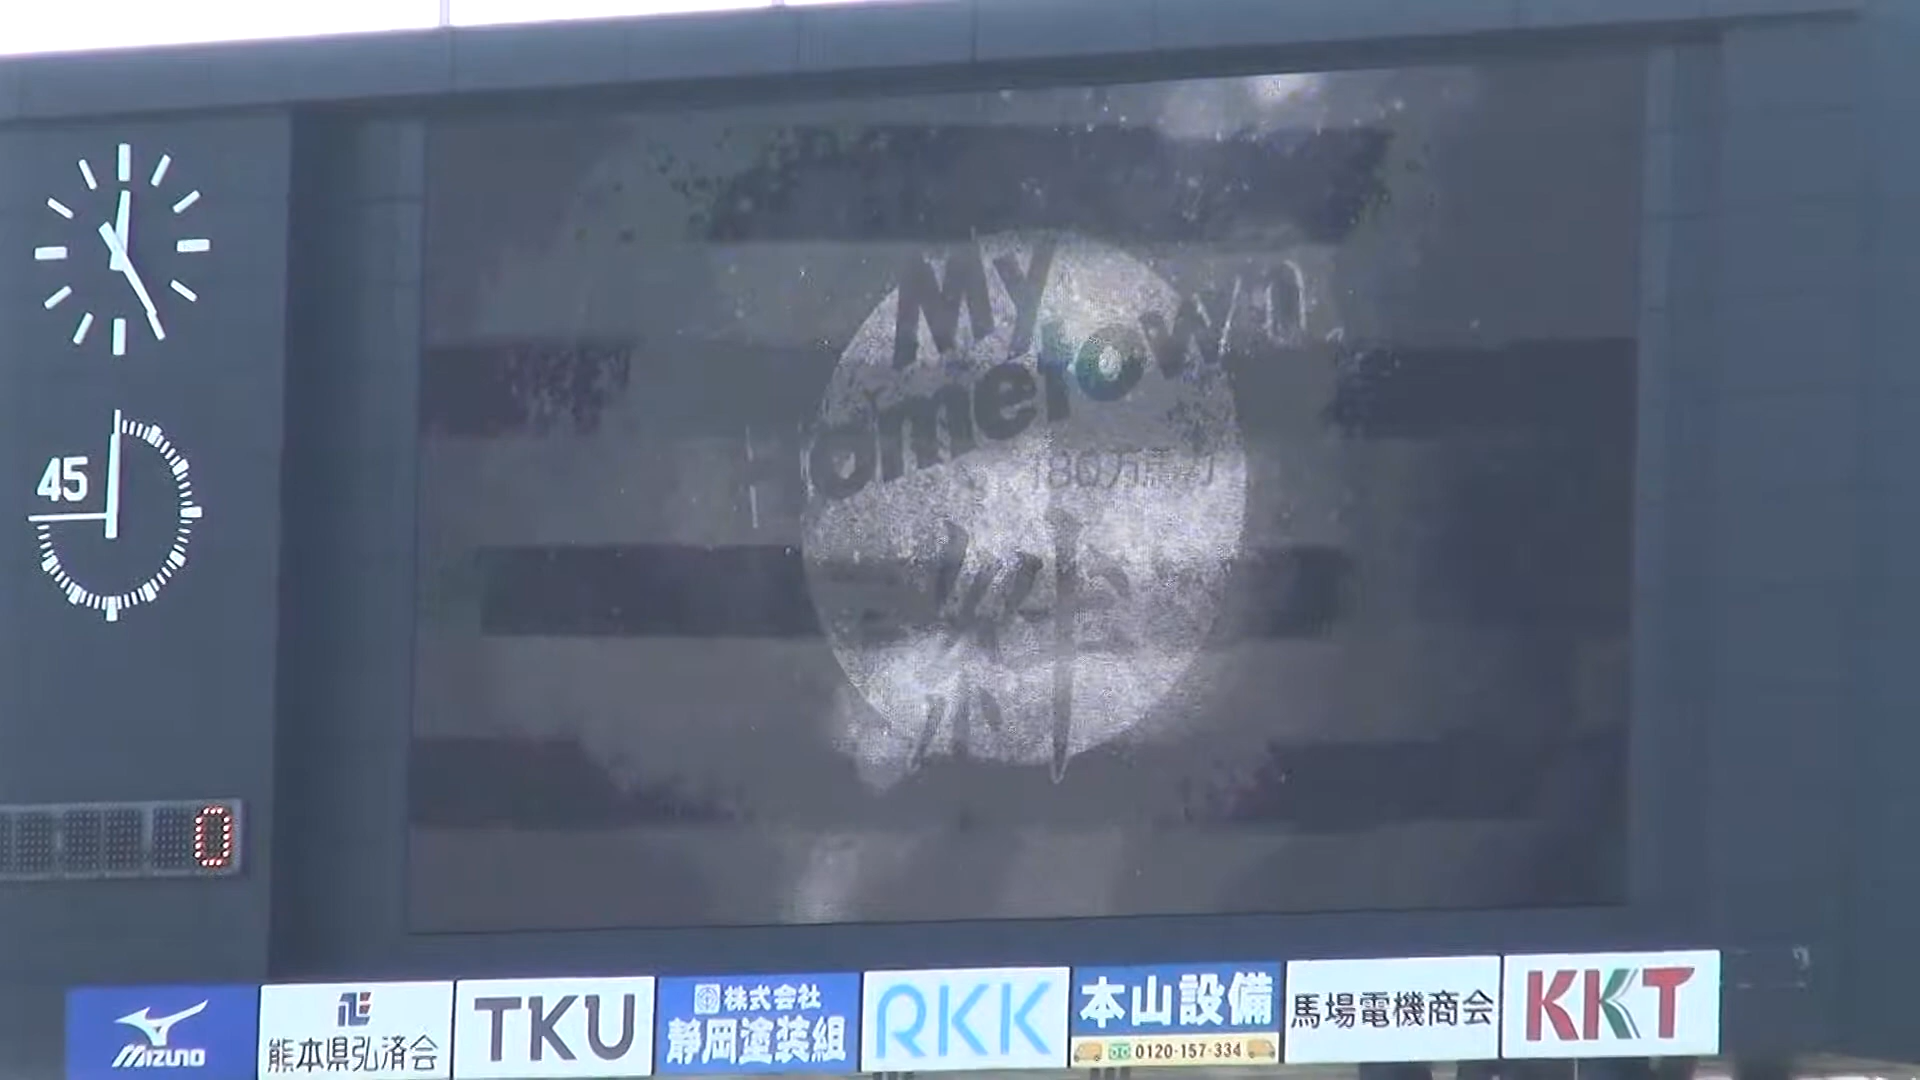 My
Hometown
180万馬力
絆
45
0
MIZUNO
熊本県弘済会
TKU
株式会社
静岡塗装組
RKK
本山設備
0120-157-334
馬場電機商会
KKT